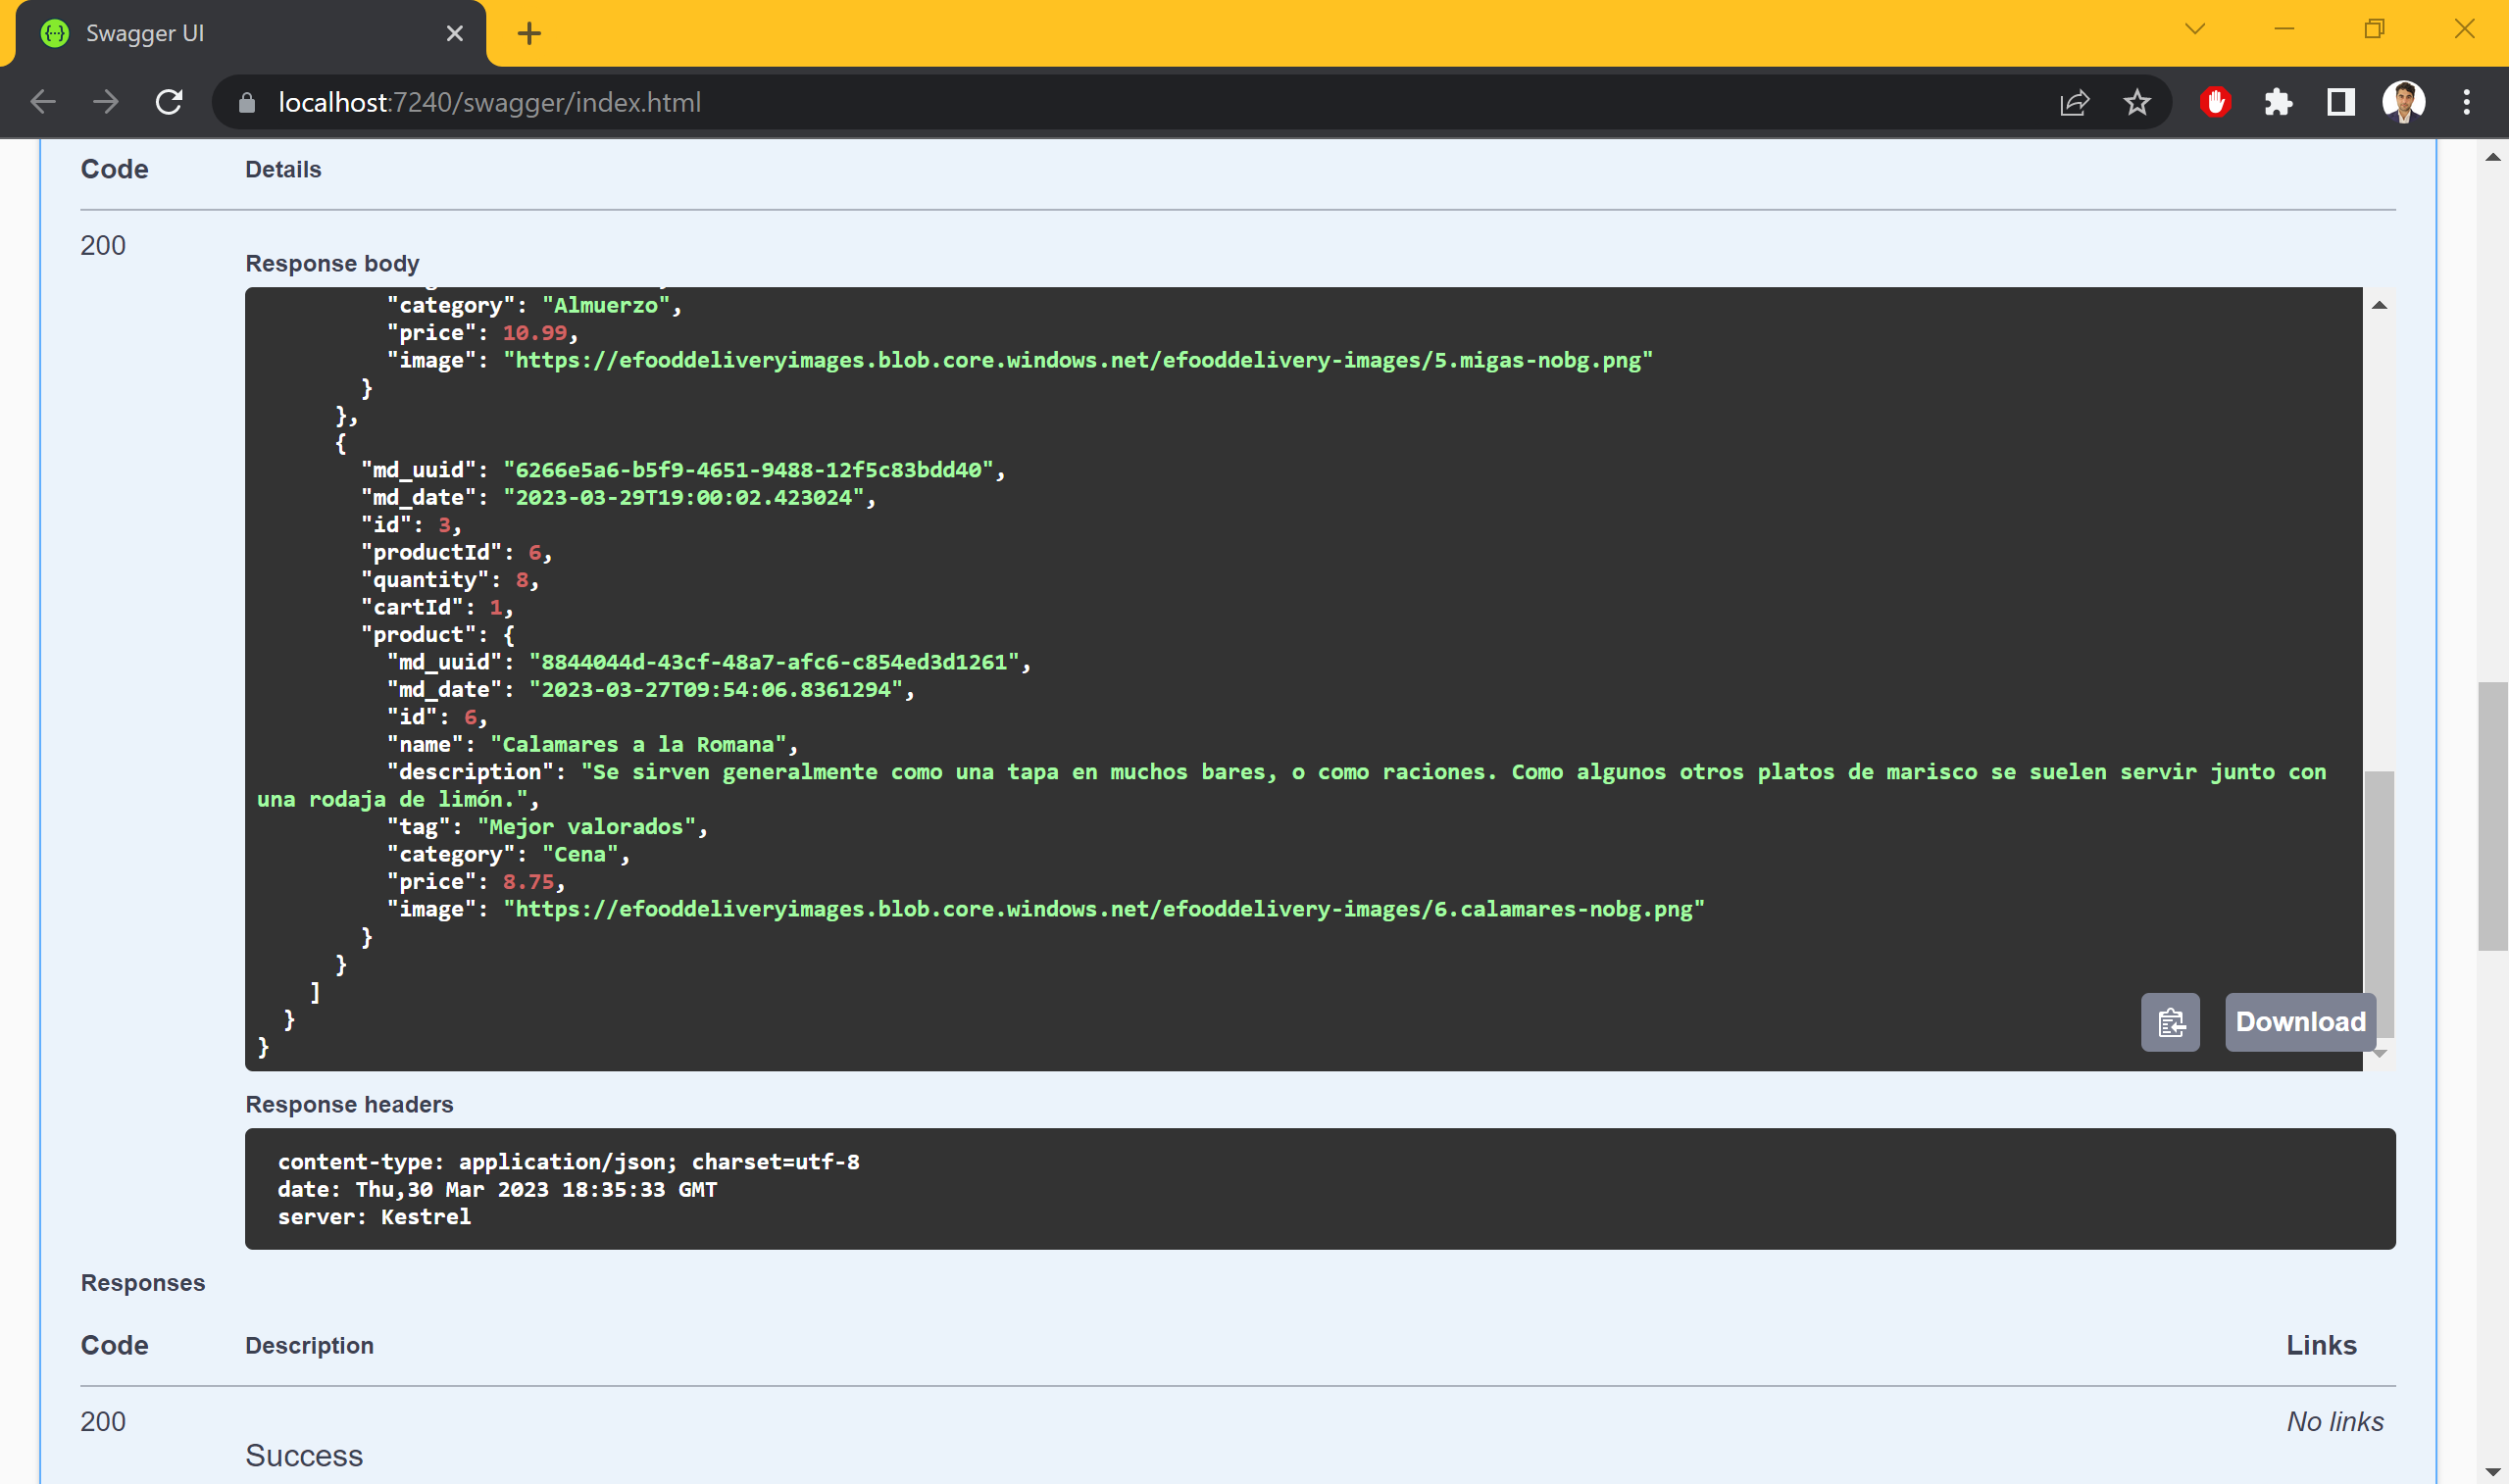 Swagger UI
localhost:7240/swagger/index.html
Code Details
200
Response body
"category": "Almuerzo",
"price": 10.99,
"image": "https://efooddeliveryimages.blob.core.windows.net/efooddelivery-images/5.migas-nobg.png"
}
},
{
"md_uuid": "6266e5a6-b5f9-4651-9488-12f5c83bdd40",
"md_date": "2023-03-29T19:00:02.423024",
"id": 3,
"productId": 6,
"quantity": 8,
"cartId": 1,
"product": {
"md_uuid": "8844044d-43cf-48a7-afc6-c854ed3d1261",
"md_date": "2023-03-27T09:54:06.8361294",
"id": 6,
"name": "Calamares a la Romana",
"description": "Se sirven generalmente como una tapa en muchos bares, o como raciones. Como algunos otros platos de marisco se suelen servir junto con
una rodaja de limón.",
"tag": "Mejor valorados",
"category": "Cena",
"price": 8.75,
"image": "https://efooddeliveryimages.blob.core.windows.net/efooddelivery-images/6.calamares-nobg.png"
}
}
]
}
}
Download
Response headers
content-type: application/json; charset=utf-8
date: Thu,30 Mar 2023 18:35:33 GMT
server: Kestrel
Responses
Code Description Links
200 No links
Success